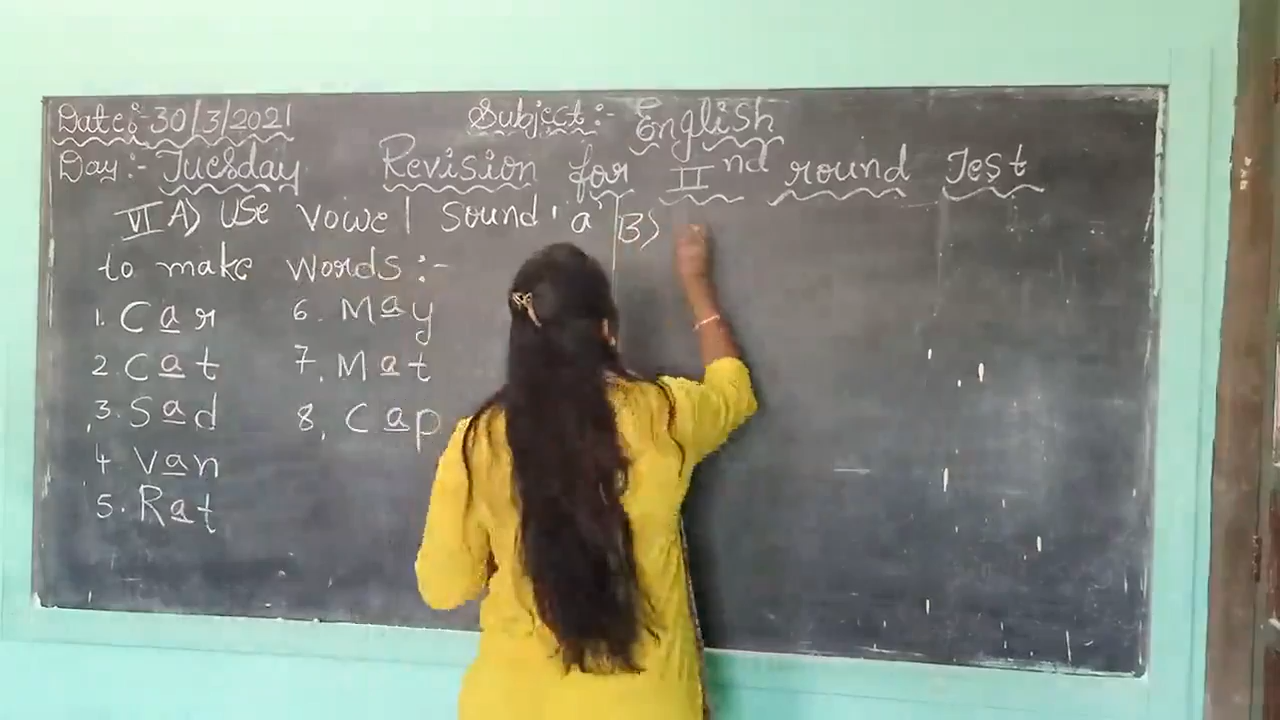 Date:-30/3/2021
Subject:- English
Day:- Tuesday
Revision for IInd round Test
VI A) Use Vowel Sound 'a'
to make words:-
1. Car
2. Cat
3. Sad
4. Van
5. Rat
6. May
7. Mat
8. Cap
B)